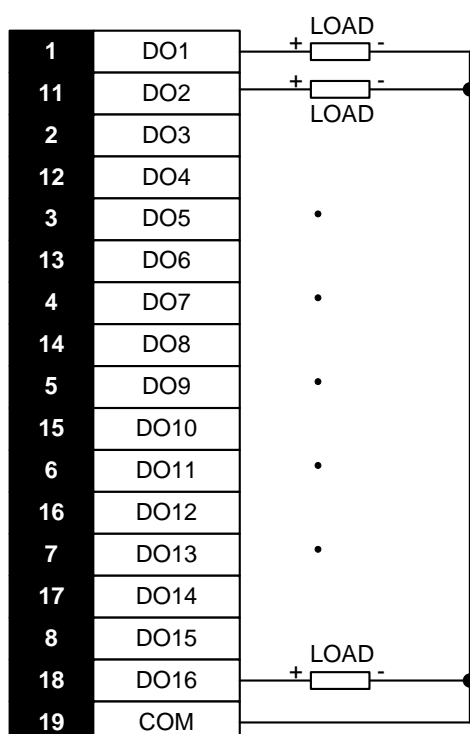 LOAD
1 DO1 + -
11 DO2 + -
LOAD
2 DO3
12 DO4
3 DO5
13 DO6
4 DO7
14 DO8
5 DO9
15 DO10
6 DO11
16 DO12
7 DO13
17 DO14
8 DO15
LOAD
18 DO16 + -
19 COM